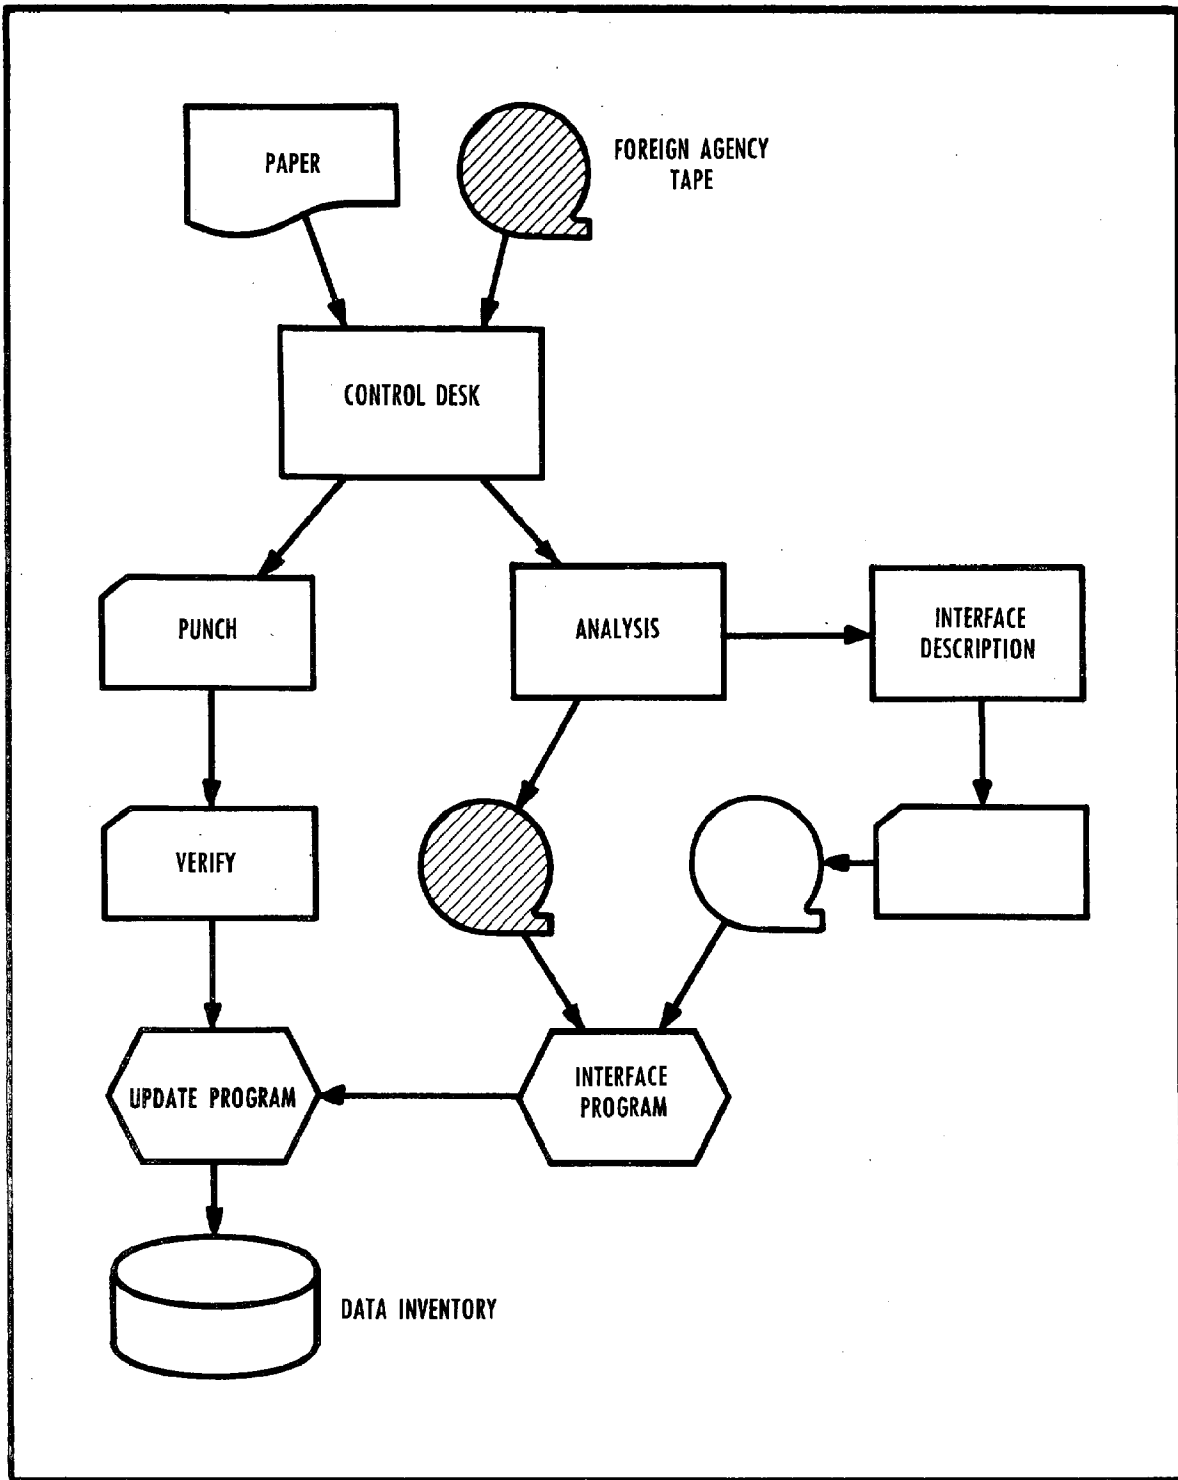 PAPER
FOREIGN AGENCY
TAPE
CONTROL DESK
PUNCH
ANALYSIS
INTERFACE
DESCRIPTION
VERIFY
UPDATE PROGRAM
INTERFACE
PROGRAM
DATA INVENTORY